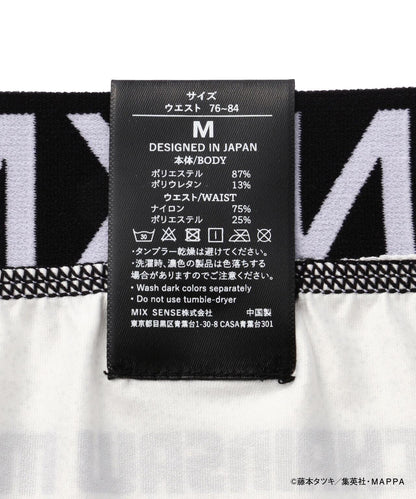 サイズ
ウエスト 76~84
M
DESIGNED IN JAPAN
本体/BODY
ポリエステル 87%
ポリウレタン 13%
ウエスト/WAIST
ナイロン 75%
ポリエステル 25%
30
・タンブラー乾燥は避けてください。
・洗濯時、濃色の製品は色落ちする
場合がありますのでご注意ください
• Wash dark colors separately
• Do not use tumble-dryer
MIX SENSE株式会社 中国製
東京都目黒区青葉台1-30-8 CASA青葉台301
©藤本タツキ／集英社・MAPPA